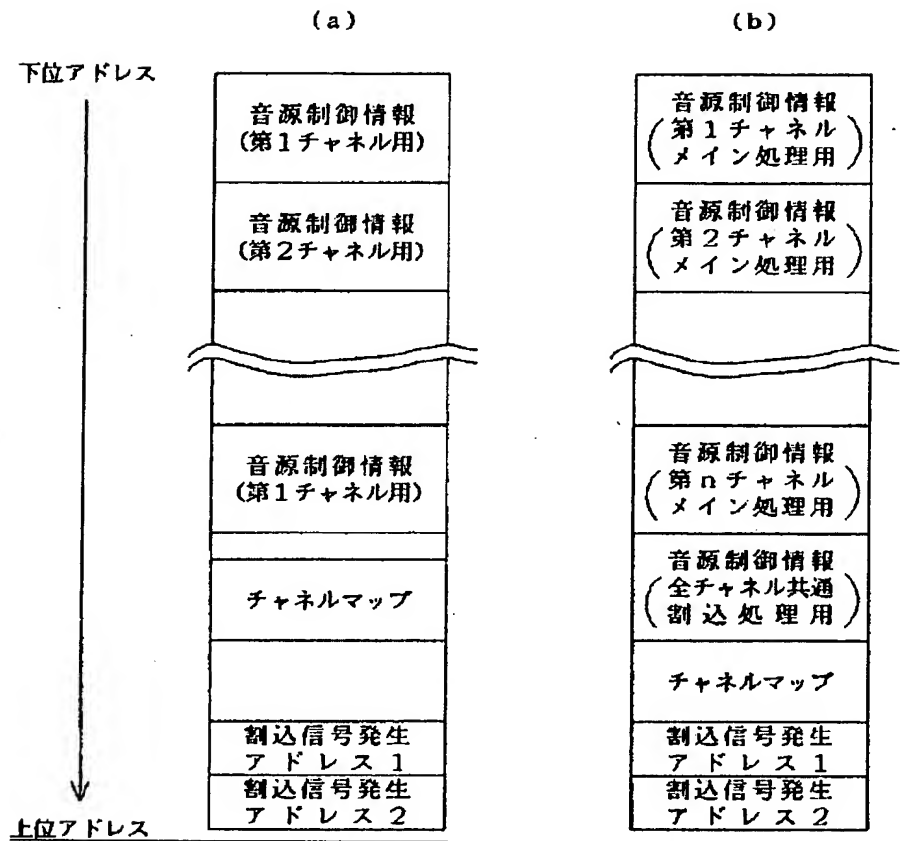 (a)
(b)
下位アドレス
音源制御情報
(第1チャネル用)
音源制御情報
(第2チャネル用)
音源制御情報
(第1チャネル用)
チャネルマップ
割込信号発生
アドレス1
割込信号発生
アドレス2
上位アドレス
音源制御情報
(第1チャネル
メイン処理用)
音源制御情報
(第2チャネル
メイン処理用)
音源制御情報
(第nチャネル
メイン処理用)
音源制御情報
(全チャネル共通
割込処理用)
チャネルマップ
割込信号発生
アドレス1
割込信号発生
アドレス2